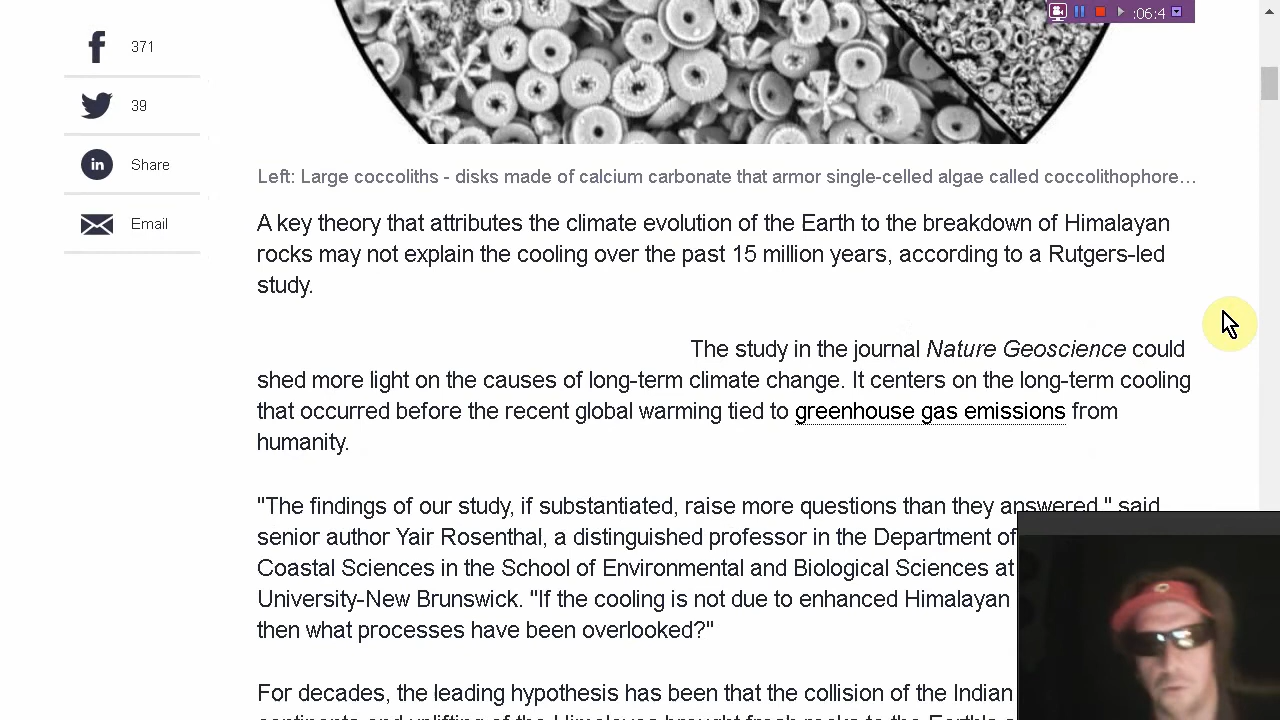 :06:4
371
39
in Share
Email
Left: Large coccoliths - disks made of calcium carbonate that armor single-celled algae called coccolithophore...
A key theory that attributes the climate evolution of the Earth to the breakdown of Himalayan
rocks may not explain the cooling over the past 15 million years, according to a Rutgers-led
study.
The study in the journal Nature Geoscience could
shed more light on the causes of long-term climate change. It centers on the long-term cooling
that occurred before the recent global warming tied to greenhouse gas emissions from
humanity.
"The findings of our study, if substantiated, raise more questions than they answered," said
senior author Yair Rosenthal, a distinguished professor in the Department of
Coastal Sciences in the School of Environmental and Biological Sciences at
University-New Brunswick. "If the cooling is not due to enhanced Himalayan
then what processes have been overlooked?"
For decades, the leading hypothesis has been that the collision of the Indian